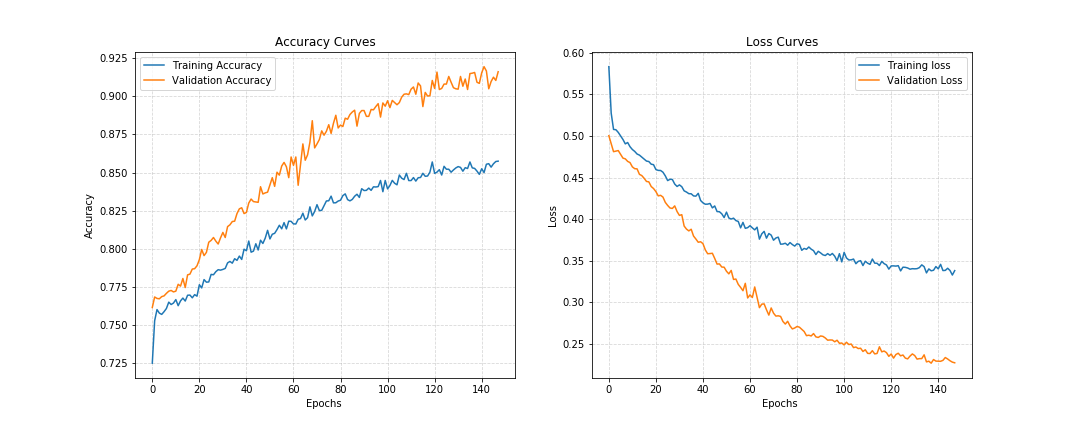 Accuracy Curves
Training Accuracy
Validation Accuracy
0.925
0.900
0.875
0.850
0.825
0.800
0.775
0.750
0.725
Accuracy
0 20 40 60 80 100 120 140
Epochs
Loss Curves
Training loss
Validation Loss
0.60
0.55
0.50
0.45
0.40
0.35
0.30
0.25
Loss
0 20 40 60 80 100 120 140
Epochs